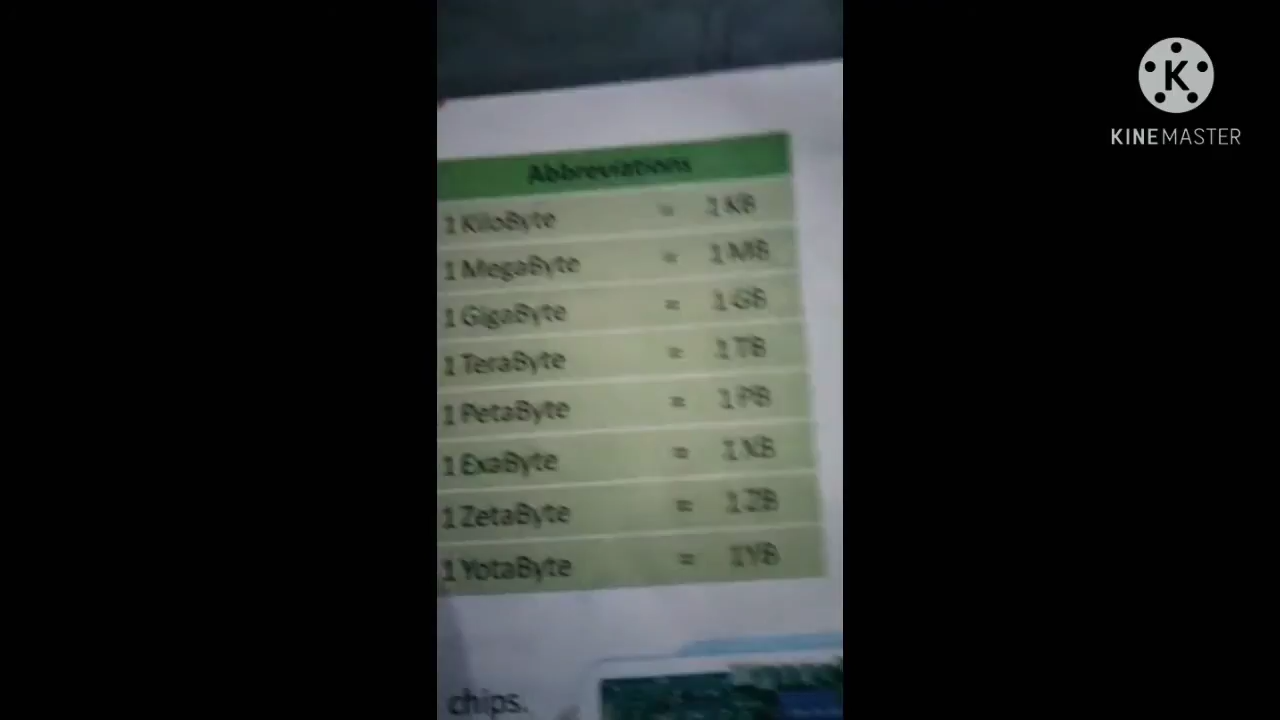 KINEMASTER
Abbreviations
1 KiloByte = 1 KB
1 MegaByte = 1 MB
1 GigaByte = 1 GB
1 TeraByte = 1 TB
1 PetaByte = 1 PB
1 ExaByte = 1 XB
1 ZetaByte = 1 ZB
1 YotaByte = 1 YB
chips.